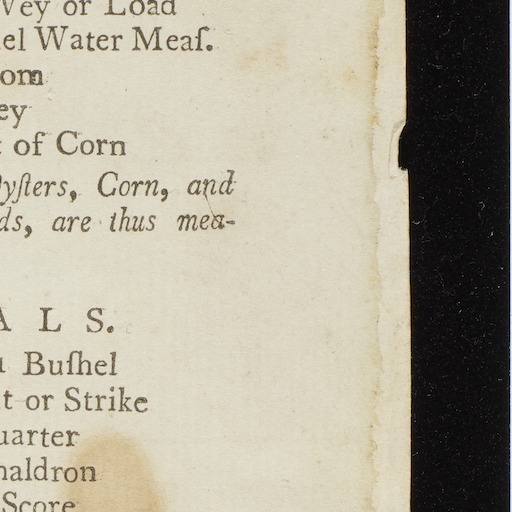 Wey or Load
el Water Meaſ.
om
ey
of Corn
Oyſters, Corn, and
ds, are thus mea-
A L S.
Buſhel
t or Strike
uarter
haldron
Score